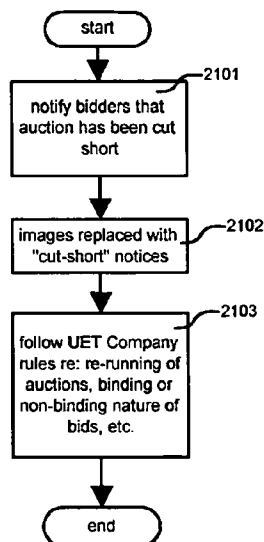 start
2101
notify bidders that
auction has been cut
short
2102
images replaced with
"cut-short" notices
2103
follow UET Company
rules re: re-running of
auctions, binding or
non-binding nature of
bids, etc.
end